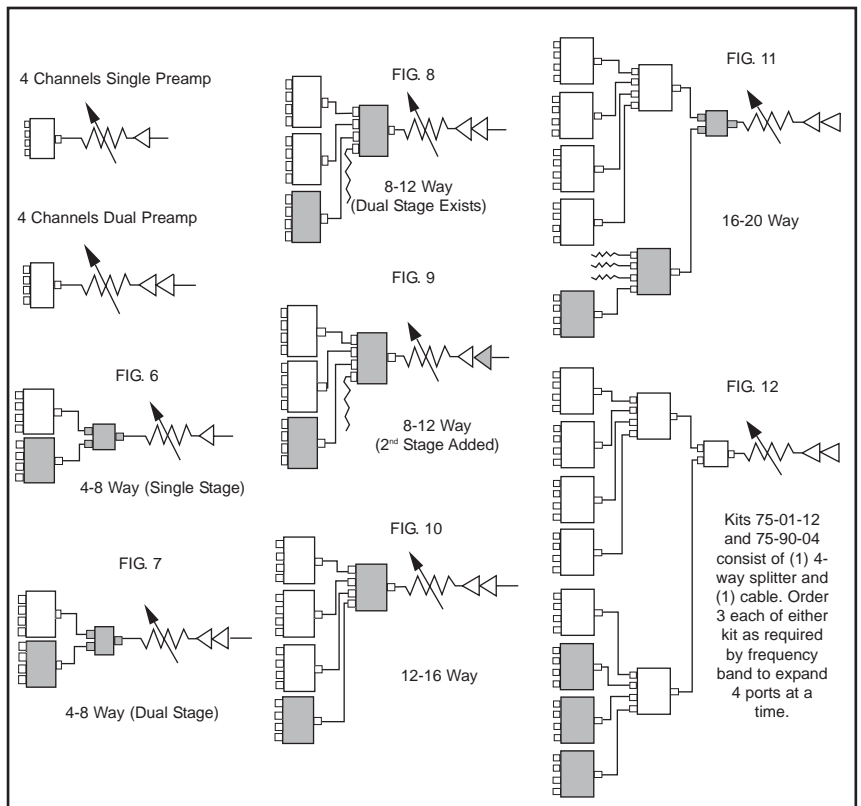 4 Channels Single Preamp
4 Channels Dual Preamp
FIG. 6
4-8 Way (Single Stage)
FIG. 7
4-8 Way (Dual Stage)
FIG. 8
8-12 Way
(Dual Stage Exists)
FIG. 9
8-12 Way
(2nd Stage Added)
FIG. 10
12-16 Way
FIG. 11
16-20 Way
FIG. 12
Kits 75-01-12
and 75-90-04
consist of (1) 4-
way splitter and
(1) cable. Order
3 each of either
kit as required
by frequency
band to expand
4 ports at a
time.